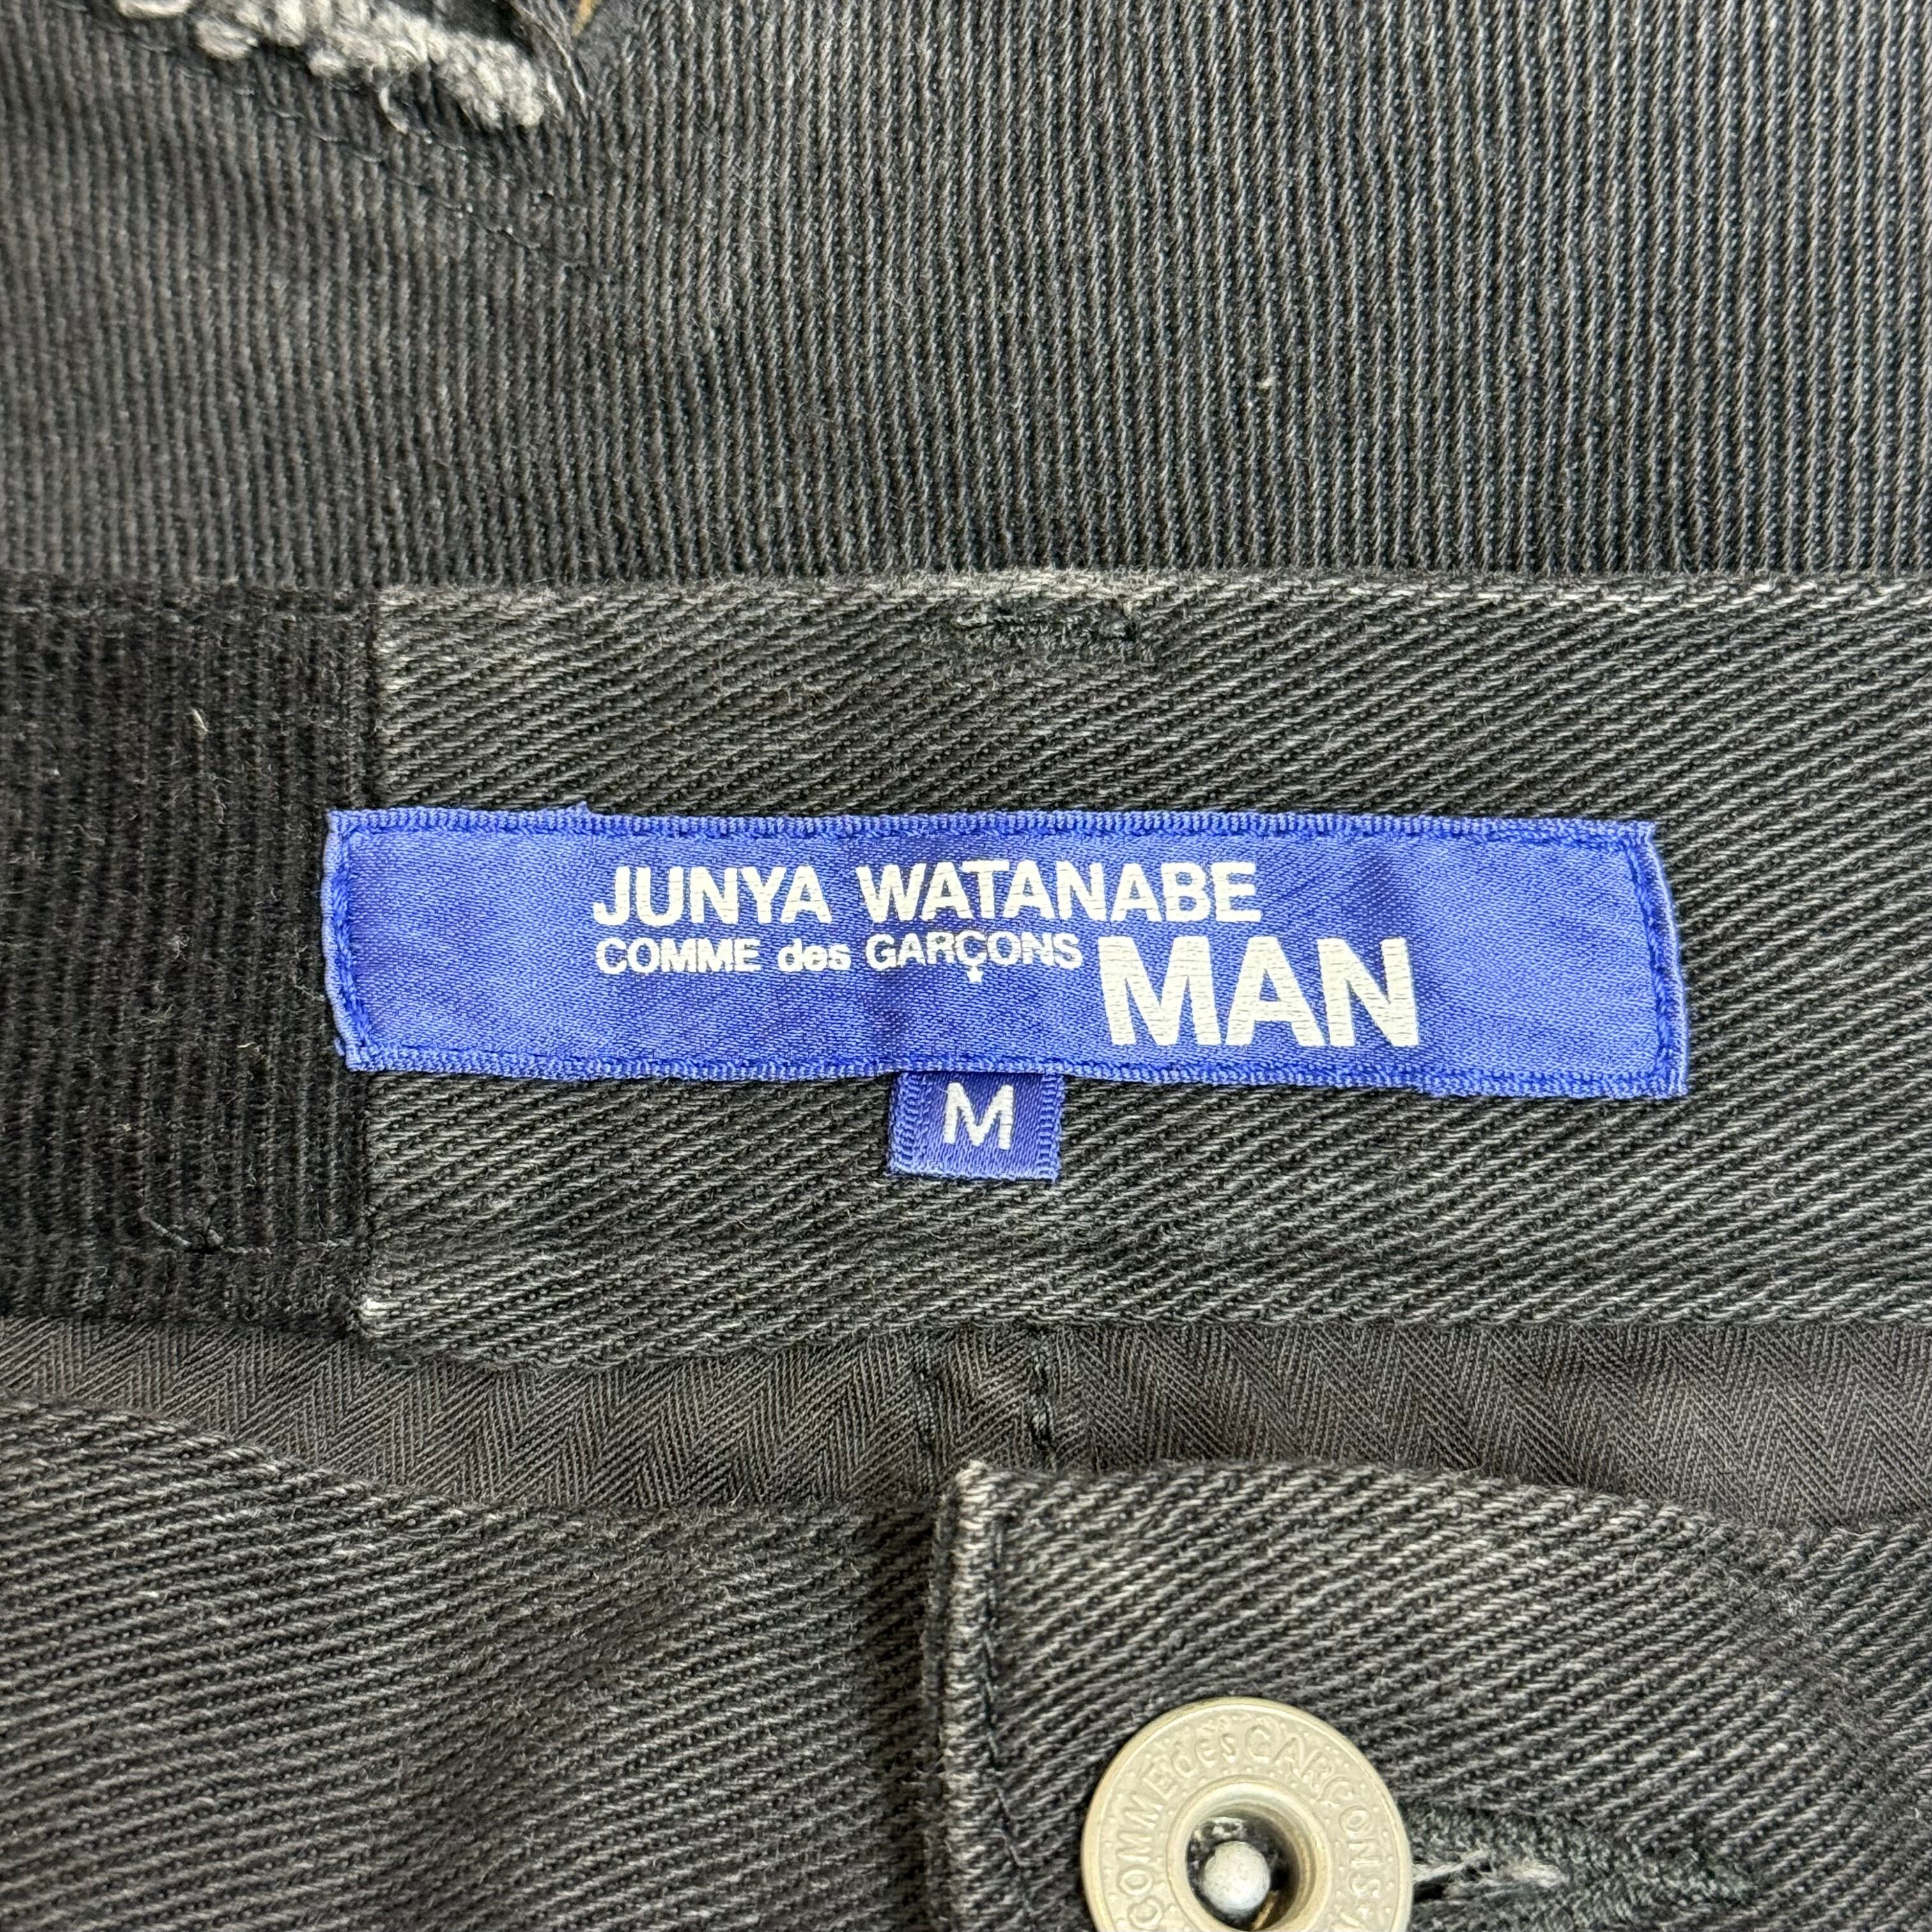 JUNYA WATANABE
COMME des GARÇONS MAN
M
COMME des GARÇONS